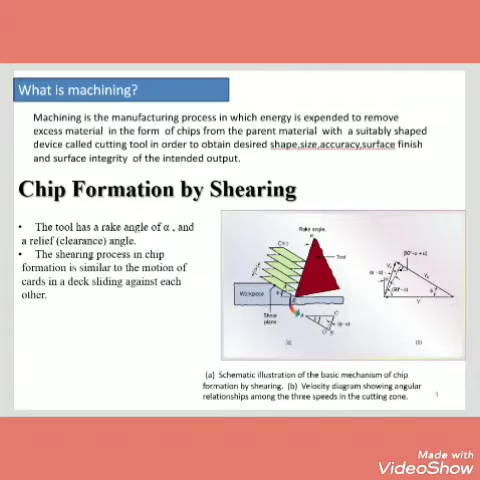 What is machining?
Machining is the manufacturing process in which energy is expended to remove
excess material in the form of chips from the parent material with a suitably shaped
device called cutting tool in order to obtain desired shape,size,accuracy,surface finish
and surface integrity of the intended output.
Chip Formation by Shearing
• The tool has a rake angle of α , and
a relief (clearance) angle.
• The shearing process in chip
formation is similar to the motion of
cards in a deck sliding against each
other.
Rake angle,
Chip
Tool
Workpiece
Shear
plane
(a)
(b)
(a) Schematic illustration of the basic mechanism of chip
formation by shearing. (b) Velocity diagram showing angular
relationships among the three speeds in the cutting zone.
3
Made with
VideoShow